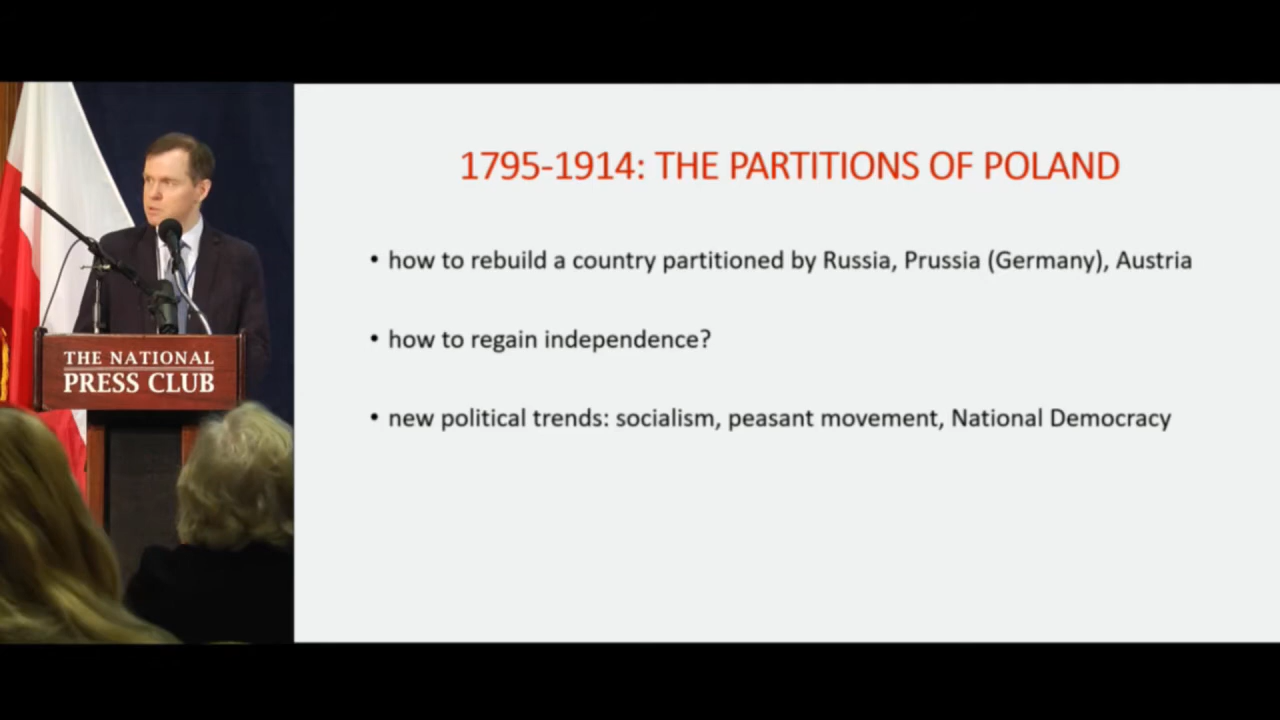 THE NATIONAL
PRESS CLUB
1795-1914: THE PARTITIONS OF POLAND
• how to rebuild a country partitioned by Russia, Prussia (Germany), Austria
• how to regain independence?
• new political trends: socialism, peasant movement, National Democracy